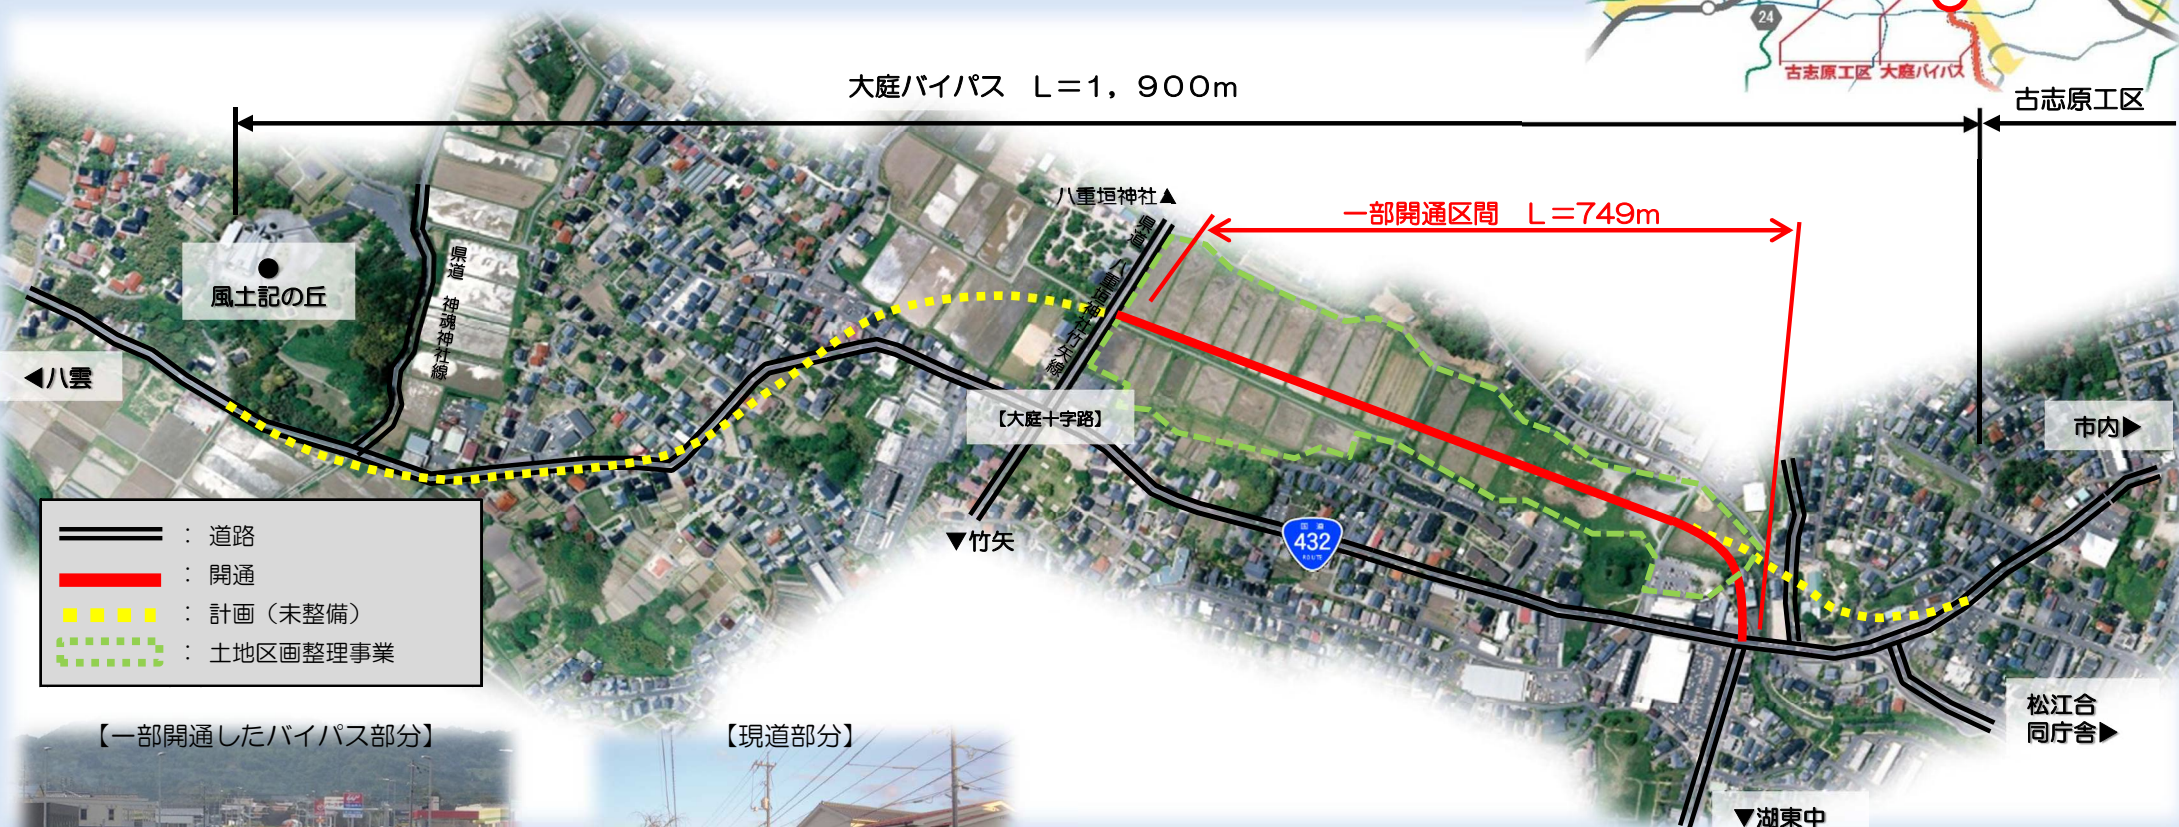 24
古志原工区 大庭バイパス
大庭バイパス L=1,900m
古志原工区
八重垣神社▲
一部開通区間 L=749m
県道 八重垣神社竹矢線
県道 神魂神社線
●
風土記の丘
◀八雲
【大庭十字路】
市内▶
▼竹矢
国道
432
ROUTE
:道路
:開通
:計画(未整備)
:土地区画整理事業
松江合
同庁舎▶
【一部開通したバイパス部分】
【現道部分】
▼湖東中